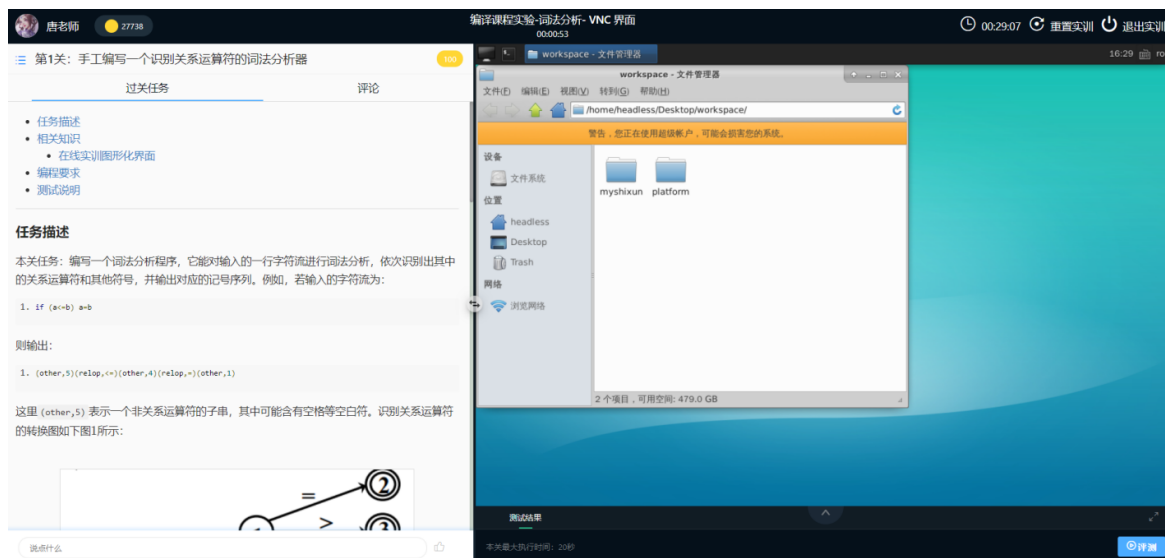 唐老师
27738
编译课程实验-词法分析- VNC 界面
00:00:53
00:29:07
重置实训
退出实训
第1关：手工编写一个识别关系运算符的词法分析器
100
过关任务
评论
任务描述
相关知识
在线实训图形化界面
编程要求
测试说明
任务描述
本关任务：编写一个词法分析程序，它能对输入的一行字符流进行词法分析，依次识别出其中
的关系运算符和其他符号，并输出对应的记号序列。例如，若输入的字符流为：
1. if (a<=b) a=b
则输出：
1. (other,5)(relop,<=)(other,4)(relop,=)(other,1)
这里 (other,5) 表示一个非关系运算符的子串，其中可能含有空格等空白符。识别关系运算符
的转换图如下图1所示：
=
2
>
说点什么
workspace - 文件管理器
16:29
ro
workspace - 文件管理器
文件(F) 编辑(E) 视图(V) 转到(G) 帮助(H)
/home/headless/Desktop/workspace/
警告，您正在使用超级帐户，可能会损害您的系统。
设备
文件系统
位置
headless
Desktop
Trash
网络
浏览网络
myshixun
platform
2 个项目，可用空间: 479.0 GB
测试结果
本关最大执行时间：20秒
评测